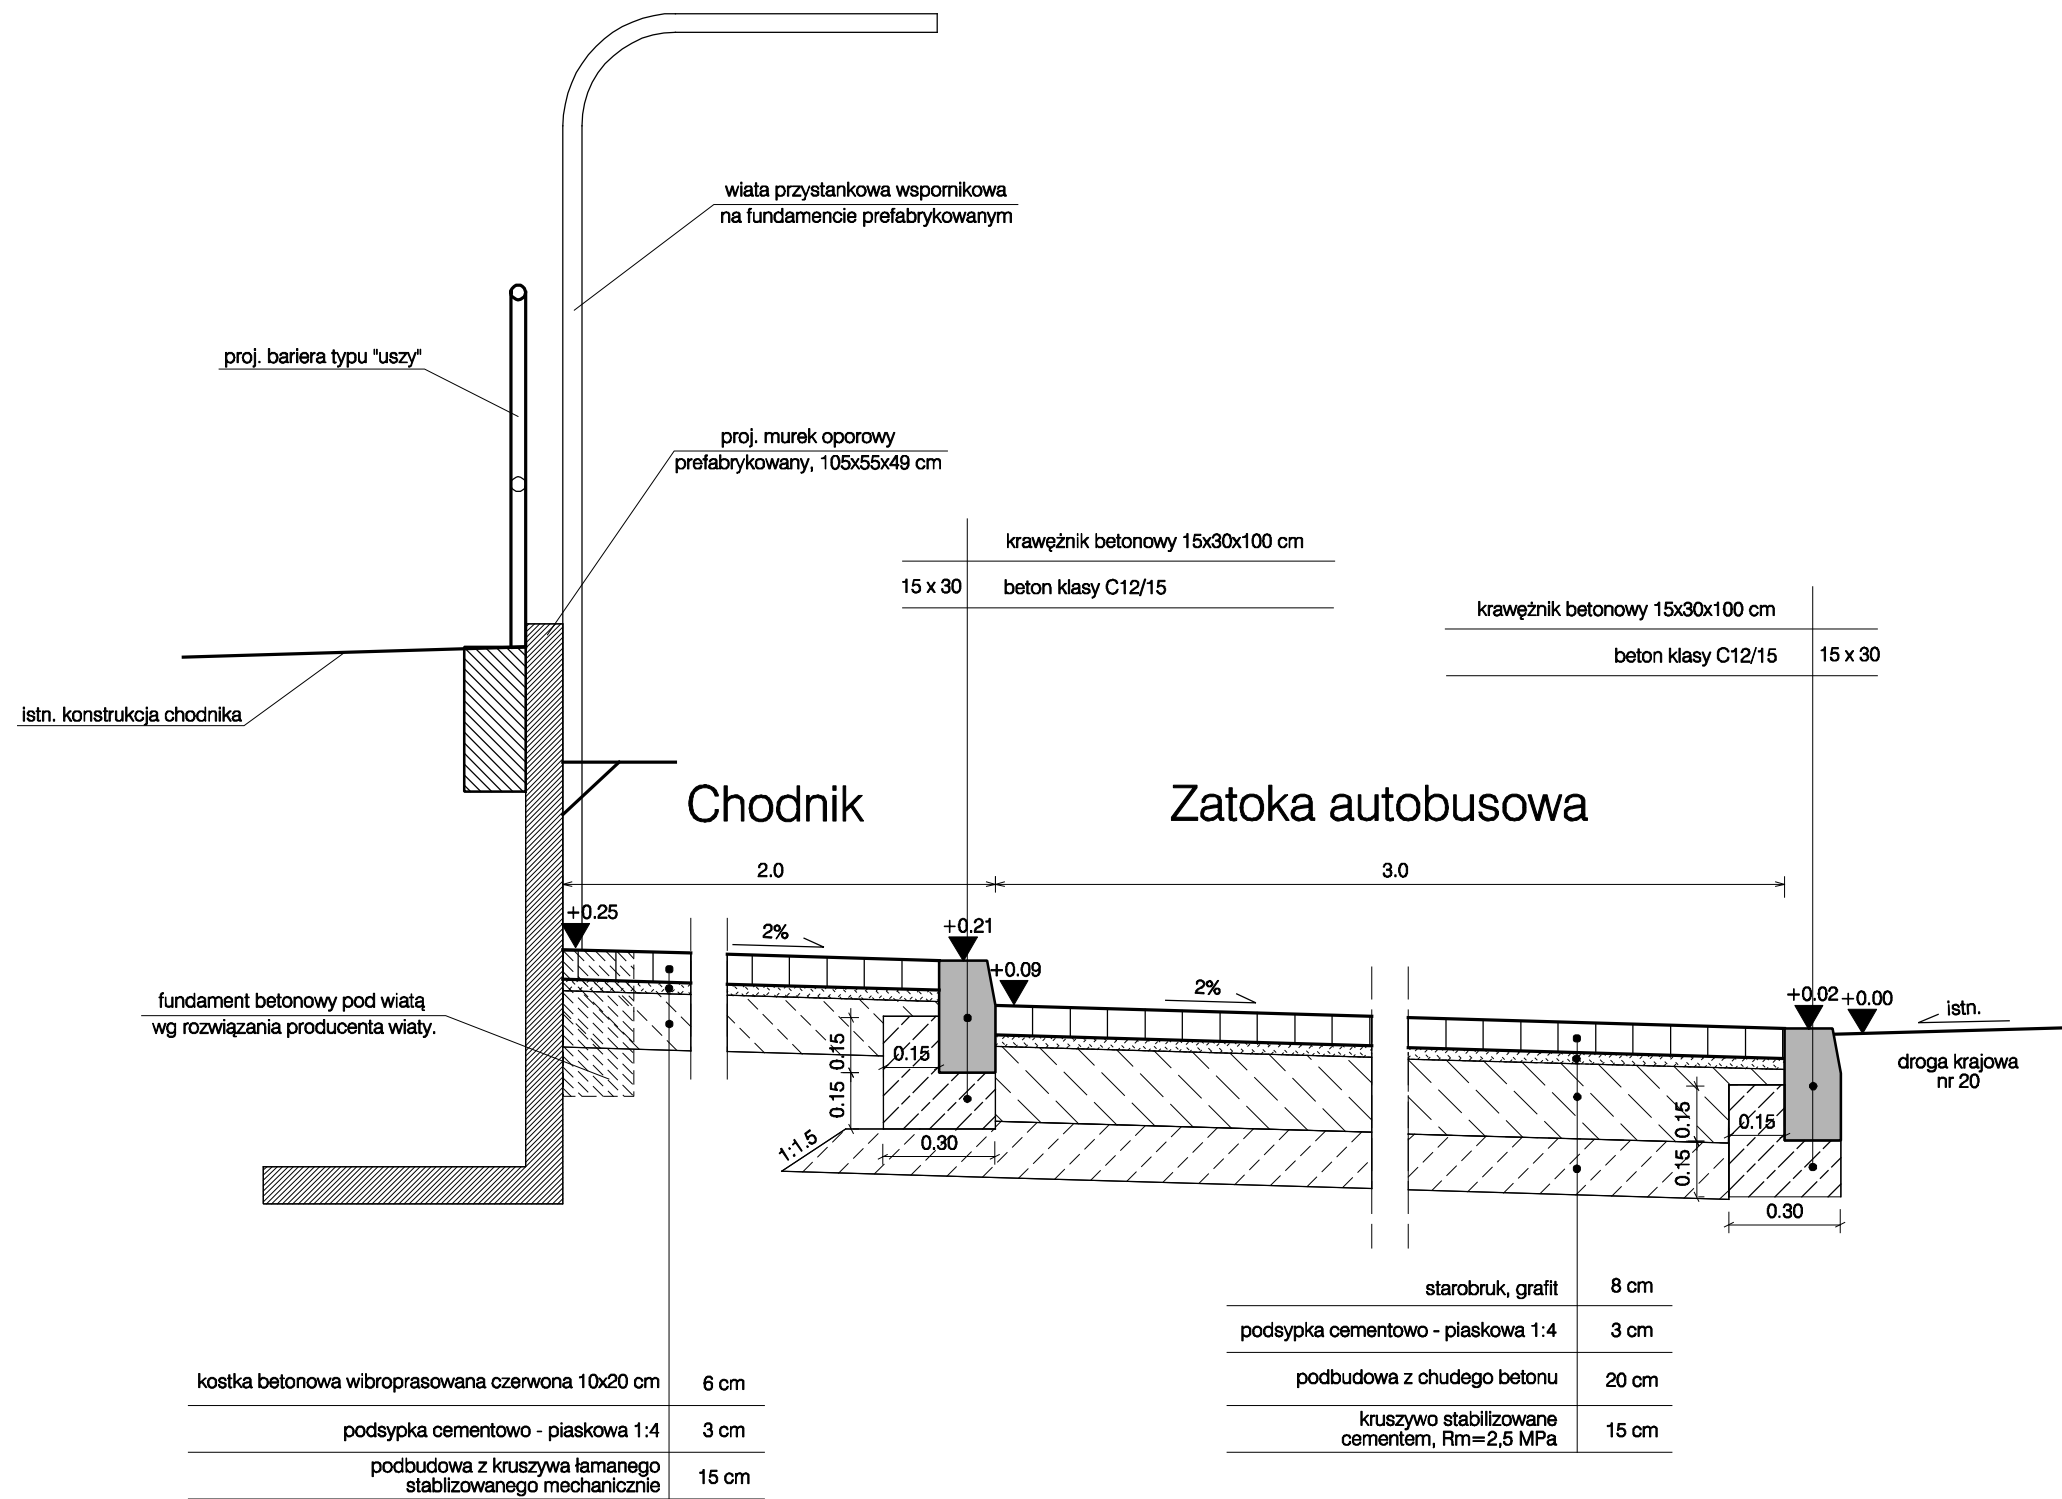 wiata przystankowa wspornikowa
na fundamencie prefabrykowanym
proj. bariera typu "uszy"
proj. murek oporowy
prefabrykowany, 105x55x49 cm
krawężnik betonowy 15x30x100 cm
15 x 30 beton klasy C12/15
krawężnik betonowy 15x30x100 cm
beton klasy C12/15 15 x 30
istn. konstrukcja chodnika
Chodnik
Zatoka autobusowa
2.0
3.0
+0.25
2%
+0.21
+0.09
2%
+0.02
+0.00
istn.
droga krajowa
nr 20
fundament betonowy pod wiatą
wg rozwiązania producenta wiaty.
0.15
0.15
0.15
0.30
1:1.5
0.15
0.15
0.15
0.30
starobruk, grafit 8 cm
podsypka cementowo - piaskowa 1:4 3 cm
podbudowa z chudego betonu 20 cm
kruszywo stabilizowane
cementem, Rm=2,5 MPa 15 cm
kostka betonowa wibroprasowana czerwona 10x20 cm 6 cm
podsypka cementowo - piaskowa 1:4 3 cm
podbudowa z kruszywa łamanego
stablizowanego mechanicznie 15 cm